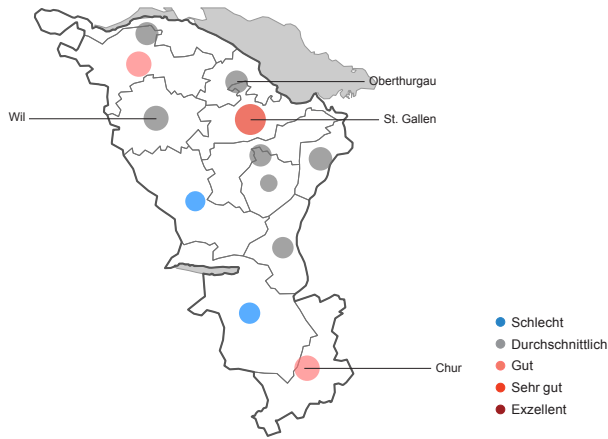 Oberthurgau
Wil
St. Gallen
Chur
Schlecht
Durchschnittlich
Gut
Sehr gut
Exzellent